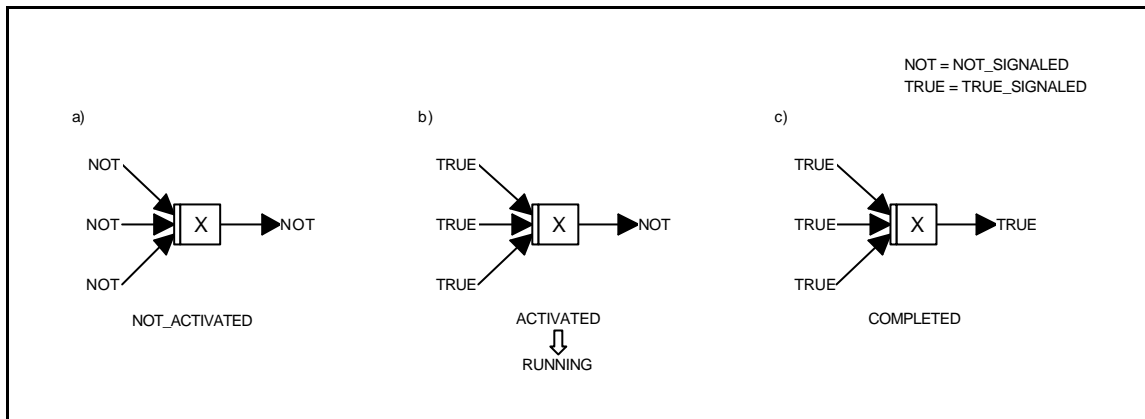 NOT = NOT_SIGNALED
TRUE = TRUE_SIGNALED
a)
NOT
NOT
X
NOT
NOT
NOT_ACTIVATED
b)
TRUE
TRUE
X
NOT
TRUE
ACTIVATED
RUNNING
c)
TRUE
TRUE
X
TRUE
TRUE
COMPLETED